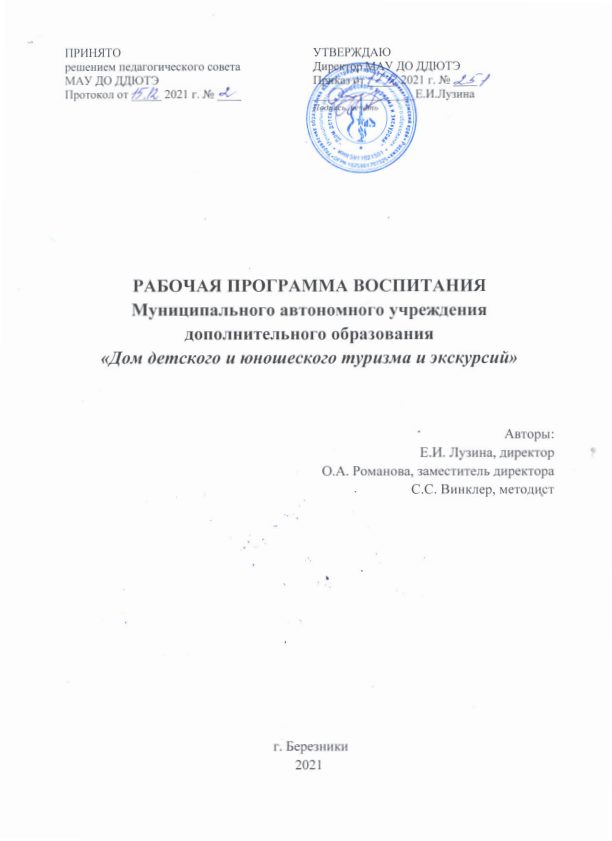 ПРИНЯТО
решением педагогического совета
МАУ ДО ДДЮТЭ
Протокол от 15.12 2021 г. № 2
УТВЕРЖДАЮ
Директор МАУ ДО ДДЮТЭ
Приказ от 2021 г. № 251
Е.И.Лузина
РАБОЧАЯ ПРОГРАММА ВОСПИТАНИЯ
Муниципального автономного учреждения
дополнительного образования
«Дом детского и юношеского туризма и экскурсий»
Авторы:
Е.И. Лузина, директор
О.А. Романова, заместитель директора
С.С. Винклер, методист
г. Березники
2021